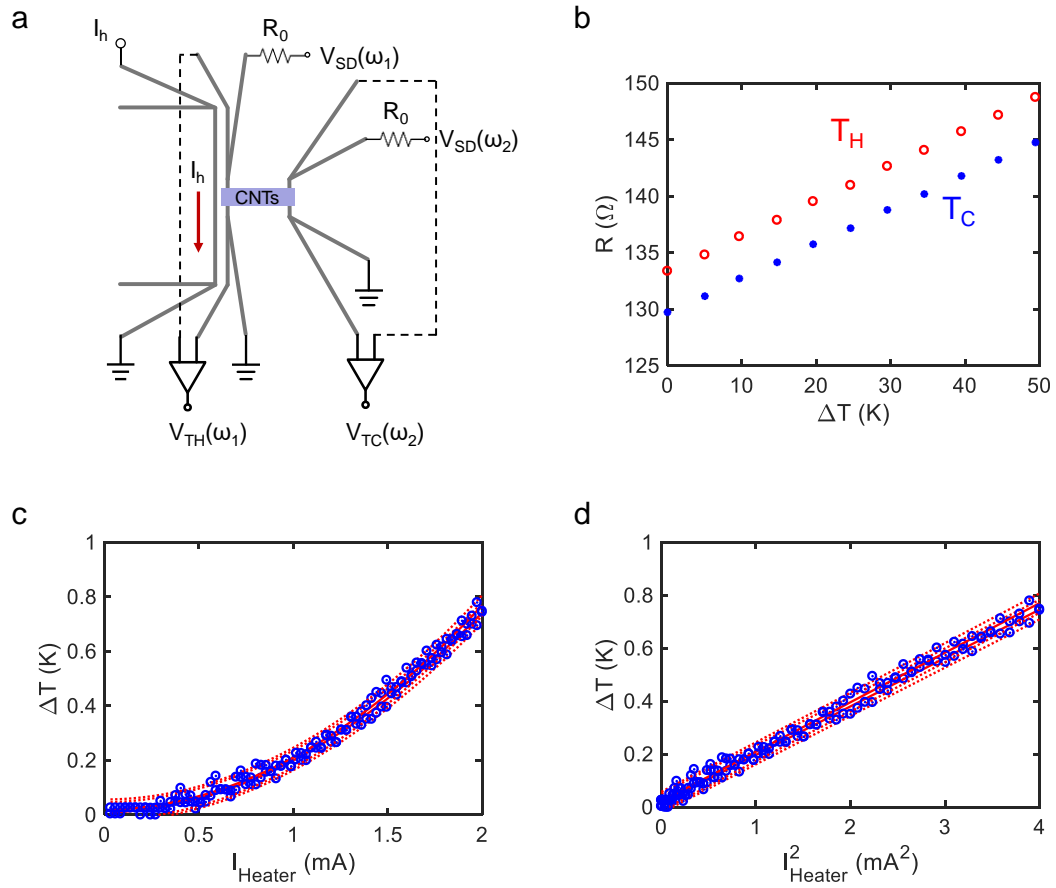 a
I_h
R_0
V_SD(ω_1)
R_0
V_SD(ω_2)
I_h
CNTs
V_TH(ω_1)
V_TC(ω_2)
b
150
145
140
135
130
125
R (Ω)
T_H
T_C
0 10 20 30 40 50
ΔT (K)
c
1
0.8
0.6
0.4
0.2
0
ΔT (K)
0 0.5 1 1.5 2
I_Heater (mA)
d
1
0.8
0.6
0.4
0.2
0
ΔT (K)
0 1 2 3 4
I²_Heater (mA²)